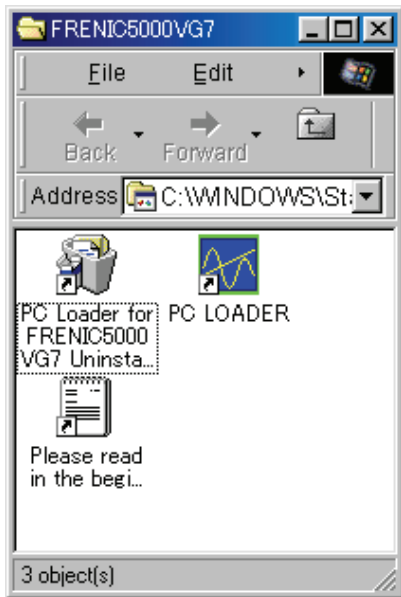 FRENIC5000VG7
File Edit
Back Forward
Address C:\WINDOWS\St
PC Loader for
FRENIC5000
VG7 Uninsta...
PC LOADER
Please read
in the begi...
3 object(s)